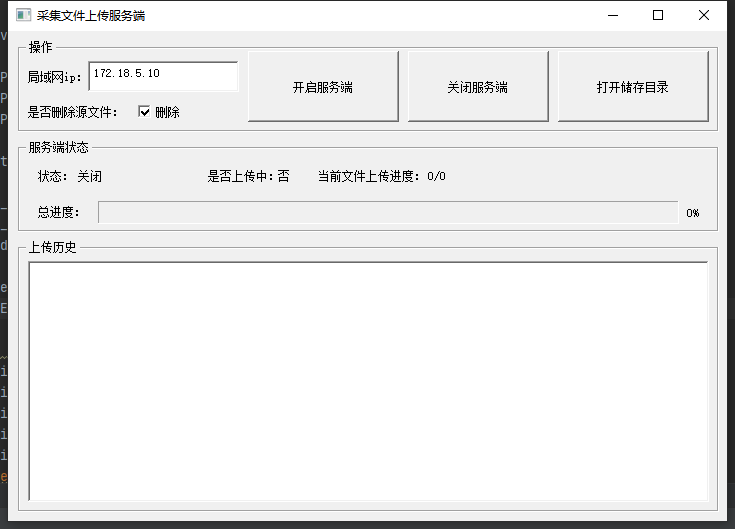 采集文件上传服务端
操作
局域网ip: 172.18.5.10
是否删除源文件: 删除
开启服务端
关闭服务端
打开储存目录
服务端状态
状态: 关闭 是否上传中:否 当前文件上传进度: 0/0
总进度: 0%
上传历史